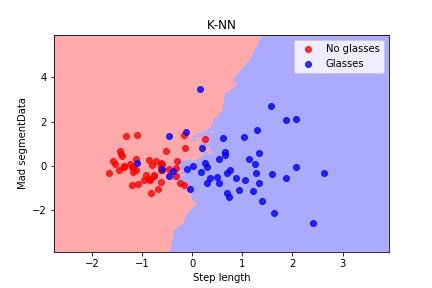 K-NN
No glasses
Glasses
Mad segmentData
4
2
0
−2
−2
−1
0
1
2
3
Step length